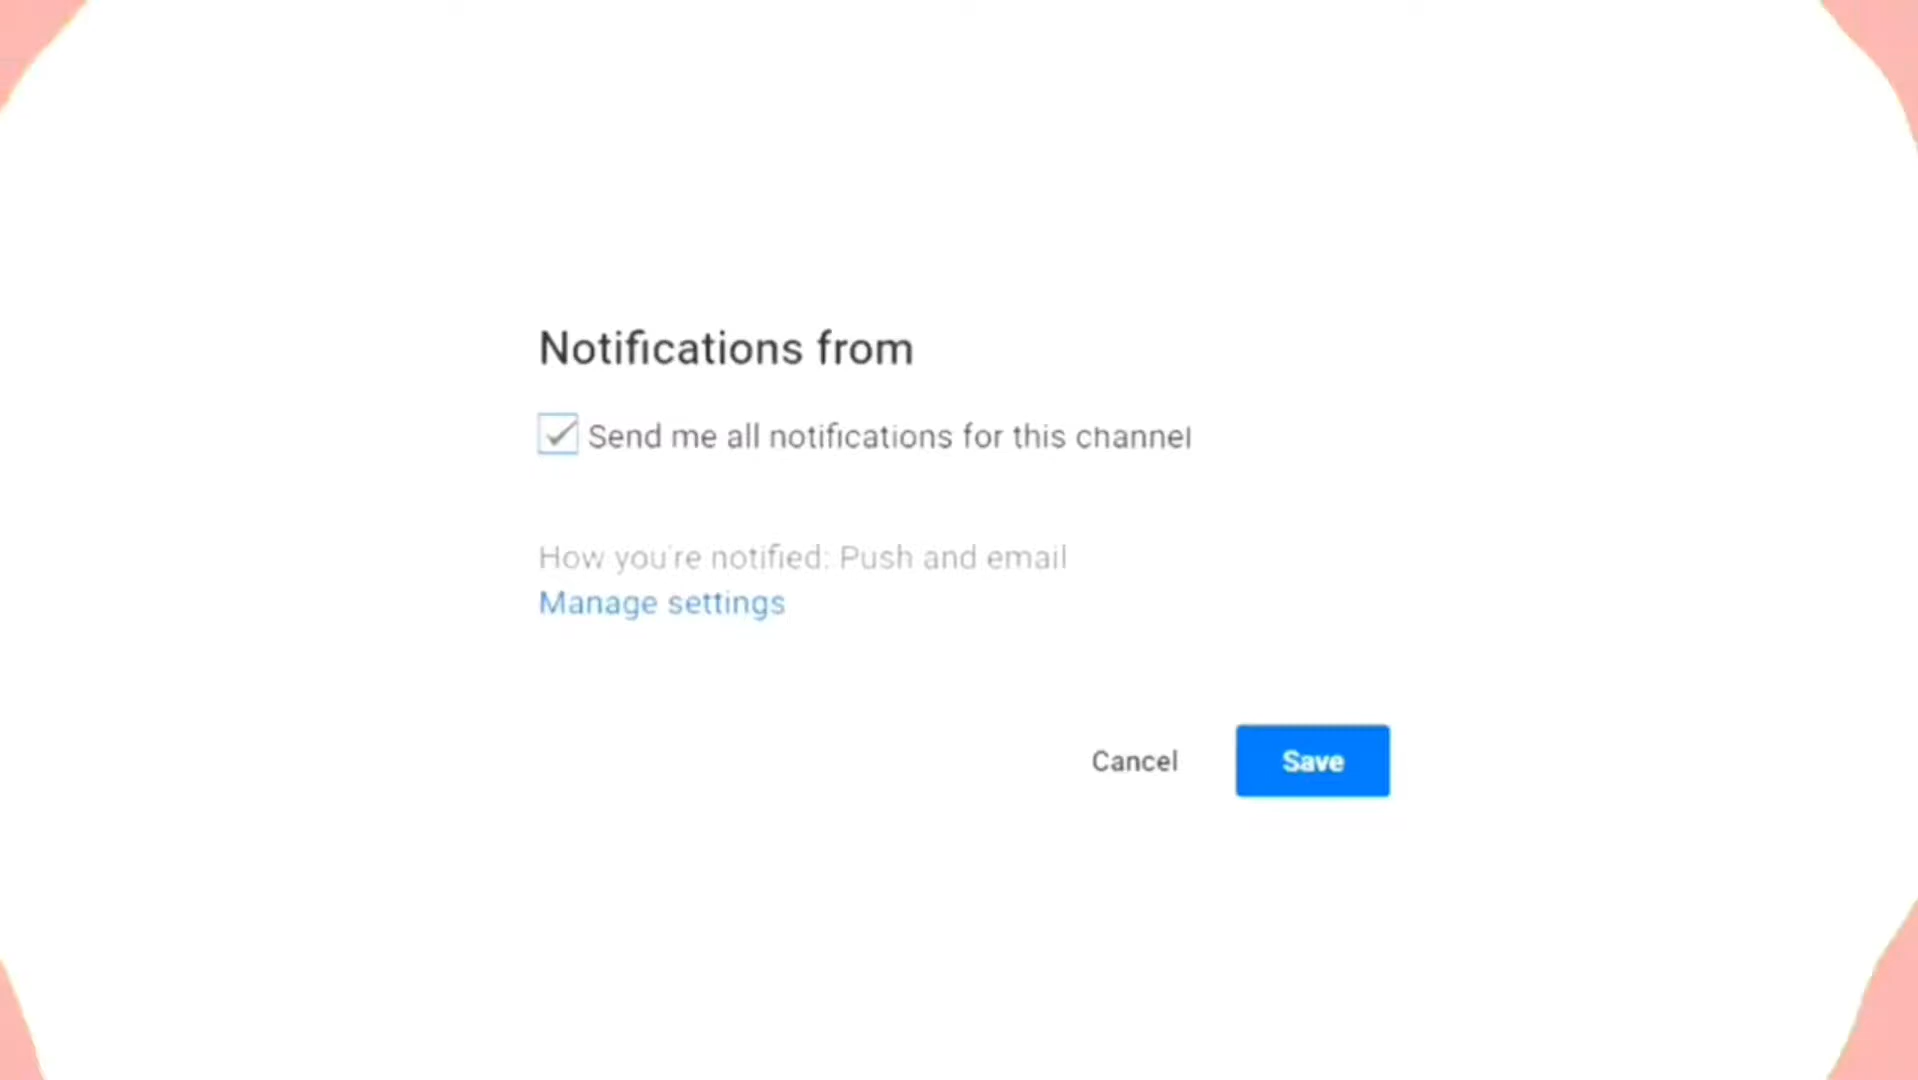 Notifications from
Send me all notifications for this channel
How you're notified: Push and email
Manage settings
Cancel
Save